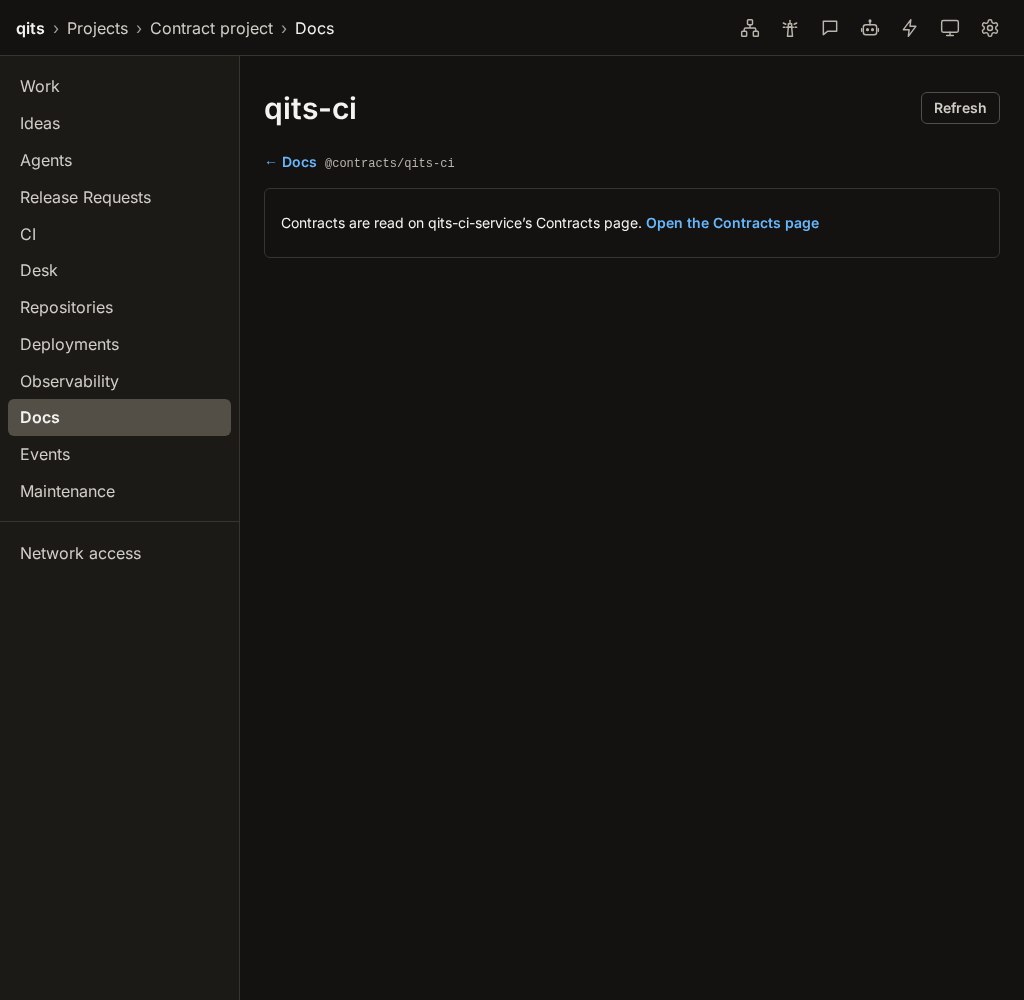 qits › Projects › Contract project › Docs
Work
Ideas
Agents
Release Requests
CI
Desk
Repositories
Deployments
Observability
Docs
Events
Maintenance
Network access
qits-ci
Refresh
← Docs @contracts/qits-ci
Contracts are read on qits-ci-service’s Contracts page. Open the Contracts page